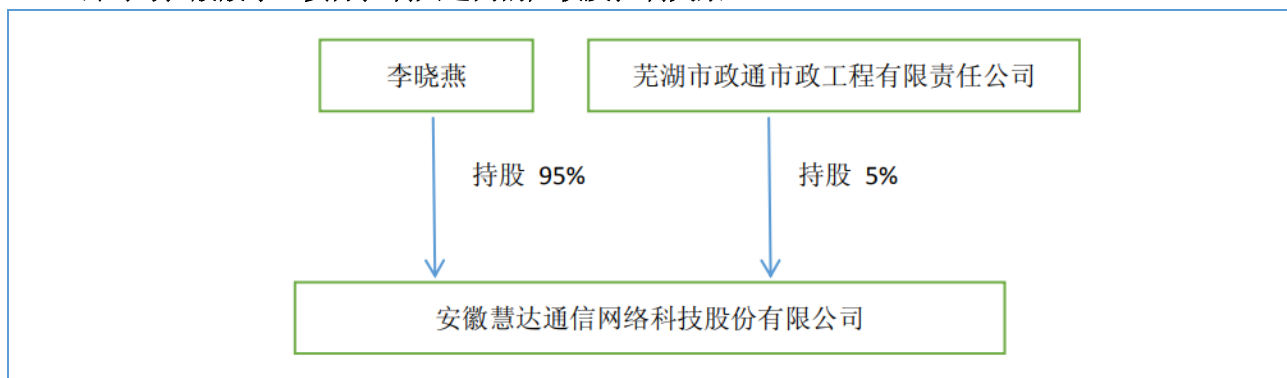 李晓燕
芜湖市政通市政工程有限责任公司
持股 95%
持股 5%
安徽慧达通信网络科技股份有限公司